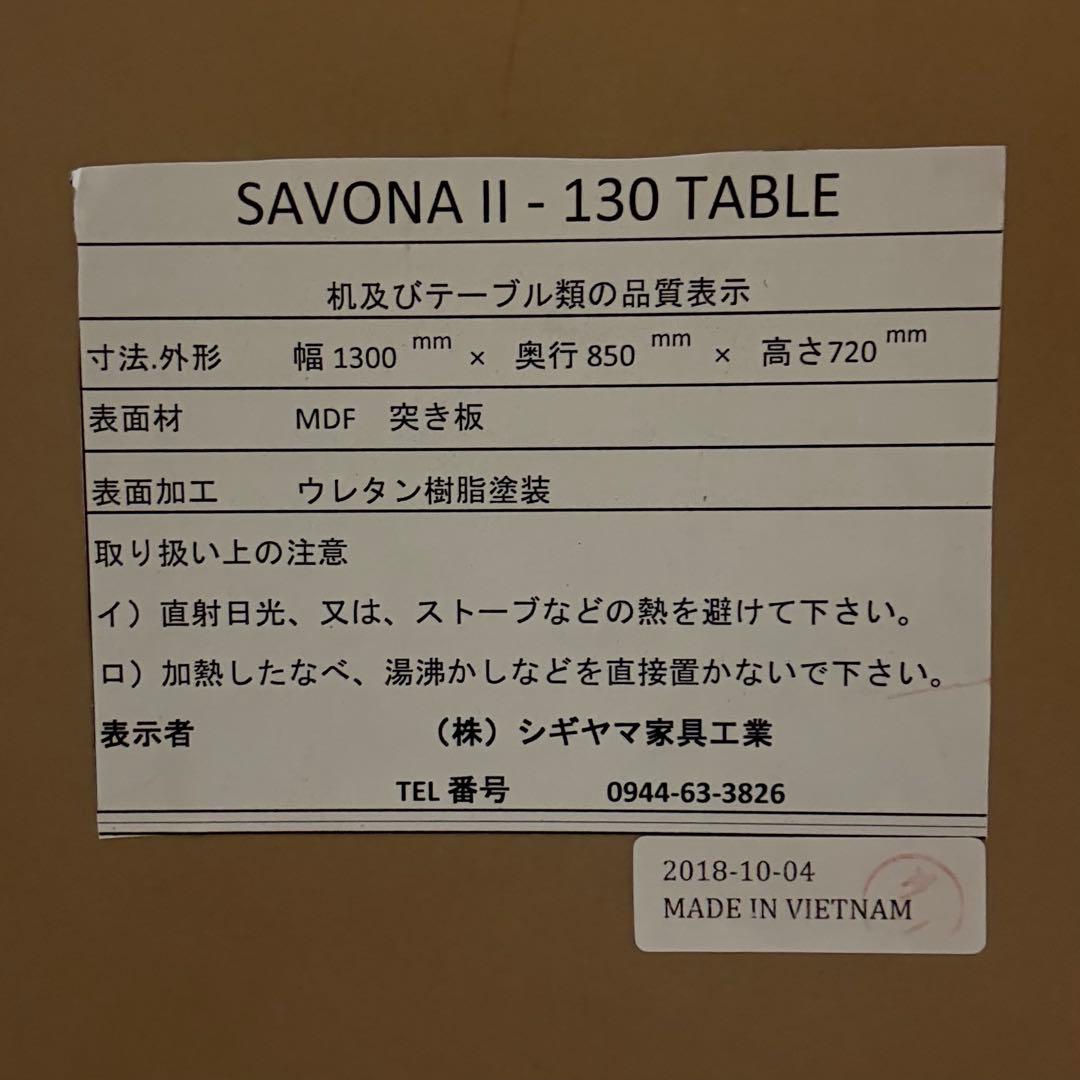 SAVONA II - 130 TABLE
机及びテーブル類の品質表示
寸法.外形 幅 1300 mm × 奥行 850 mm × 高さ720 mm
表面材 MDF 突き板
表面加工 ウレタン樹脂塗装
取り扱い上の注意
イ）直射日光、又は、ストーブなどの熱を避けて下さい。
ロ）加熱したなべ、湯沸かしなどを直接置かないで下さい。
表示者 （株）シギヤマ家具工業
TEL 番号 0944-63-3826
2018-10-04
MADE IN VIETNAM